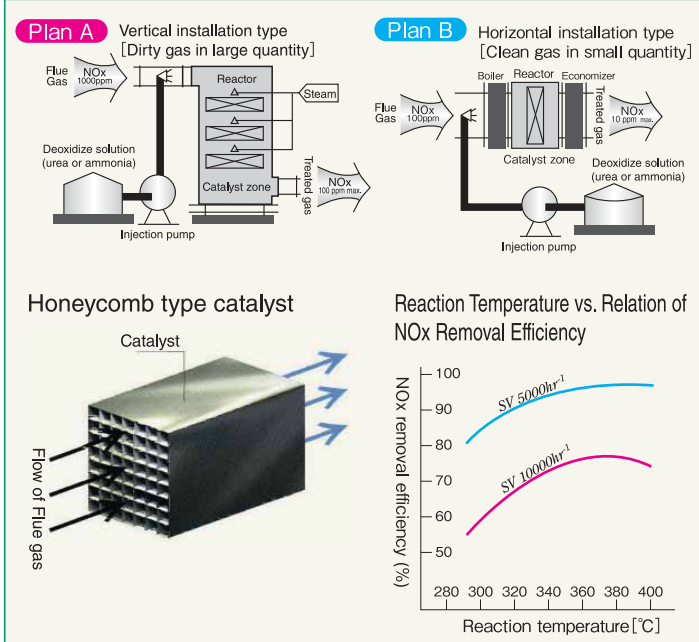 Plan A
Vertical installation type
[Dirty gas in large quantity]
Flue
Gas
NOx
1000ppm
Reactor
Steam
Deoxidize solution
(urea or ammonia)
Catalyst zone
Treated gas
NOx
100 ppm max.
Injection pump
Plan B
Horizontal installation type
[Clean gas in small quantity]
Boiler
Reactor
Economizer
Flue
Gas
NOx
100ppm
Treated gas
NOx
10 ppm max.
Catalyst zone
Deoxidize solution
(urea or ammonia)
Injection pump
Honeycomb type catalyst
Catalyst
Flow of Flue gas
Reaction Temperature vs. Relation of
NOx Removal Efficiency
NOx removal efficiency (%)
100
90
80
70
60
50
SV 5000hr⁻¹
SV 10000hr⁻¹
280 300 320 340 360 380 400
Reaction temperature[℃]